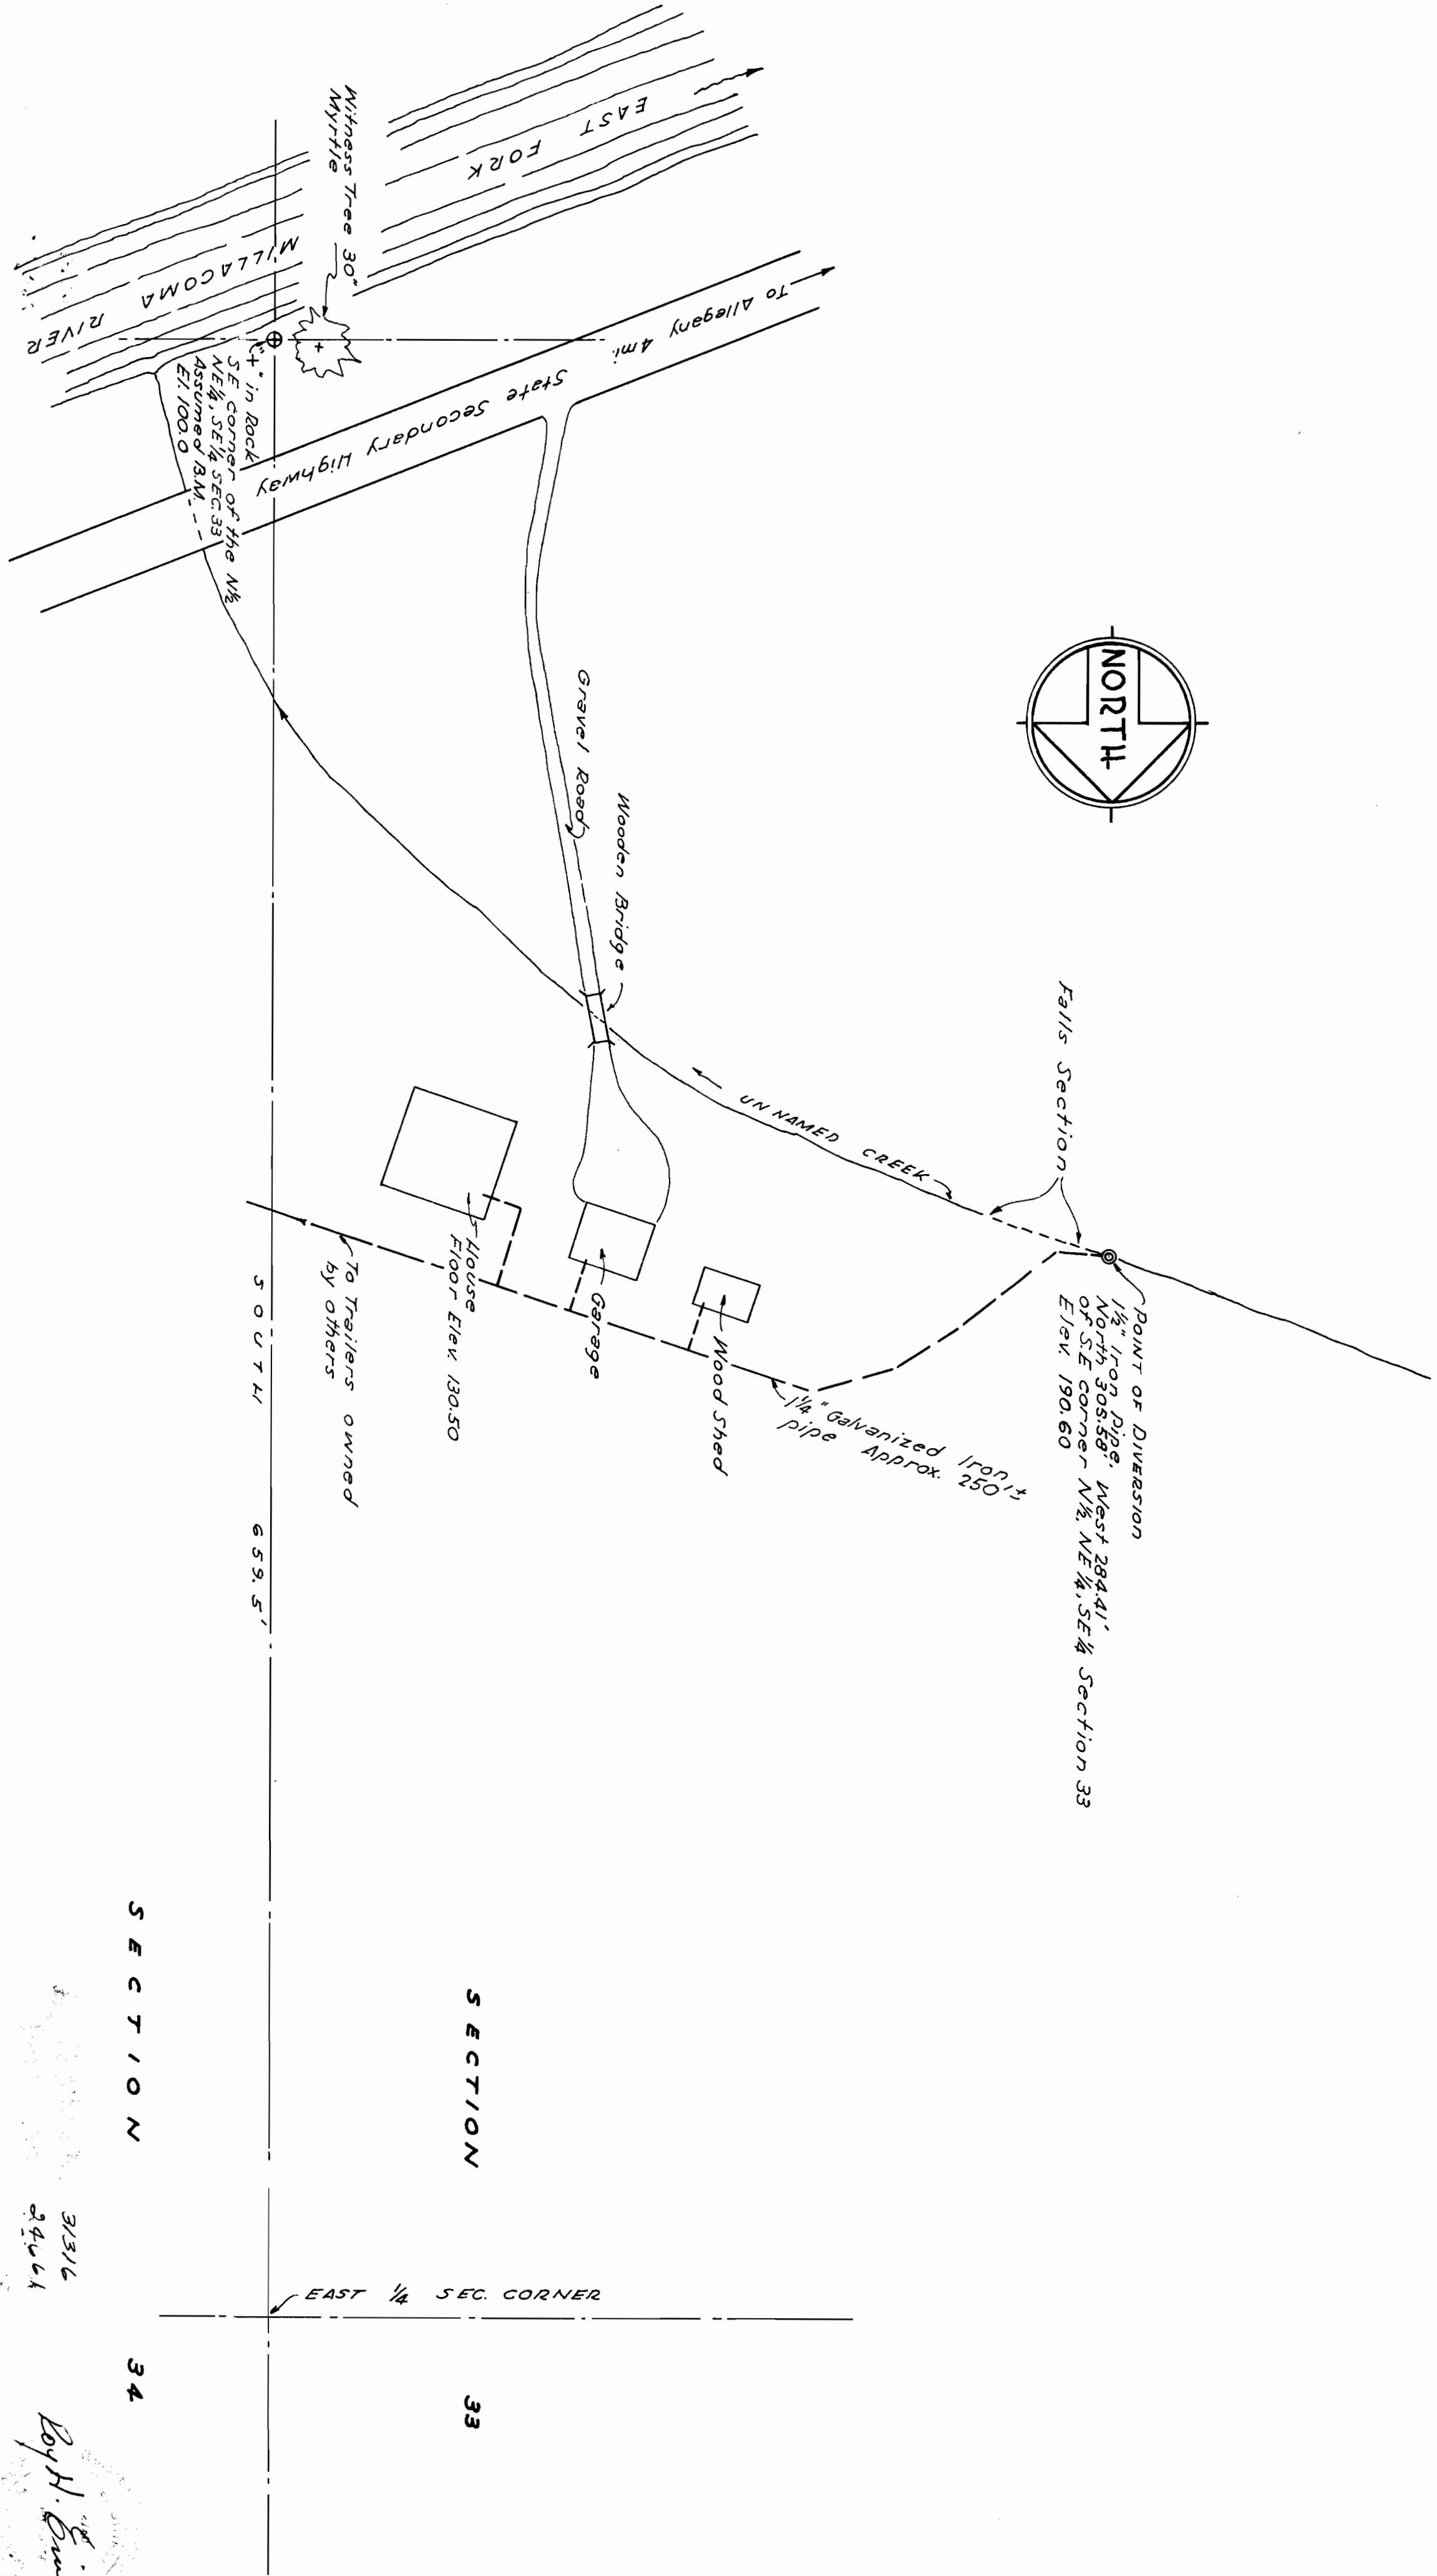 EAST FORK
MILLACOMA RIVER
Witness Tree 30"
Myrtle
"+" in Rock
SE corner of the N½
NE¼, SE¼ SEC. 33
Assumed B.M.
El. 100.0
To Allegany 4 mi.
State Secondary Highway
NORTH
Gravel Road
Wooden Bridge
UNNAMED CREEK
Falls Section
POINT OF DIVERSION
1½" Iron Pipe.
North 305.58', West 284.41'
of S.E corner N½, NE¼, SE¼ Section 33
Elev. 190.60
1¼" Galvanized Iron
pipe Approx. 250'±
Wood Shed
Garage
House
Floor Elev. 130.50
To Trailers owned
by others
SOUTH 659.5'
SECTION 33
SECTION 34
EAST ¼ SEC. CORNER
31316
Roy H.